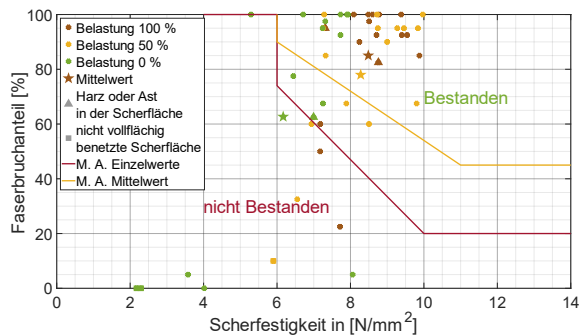 100
80
60
40
20
0
Faserbruchanteil [%]
Belastung 100 %
Belastung 50 %
Belastung 0 %
Mittelwert
Harz oder Ast
in der Scherfläche
nicht vollflächig
benetzte Scherfläche
M. A. Einzelwerte
M. A. Mittelwert
Bestanden
nicht Bestanden
0 2 4 6 8 10 12 14
Scherfestigkeit in [N/mm²]